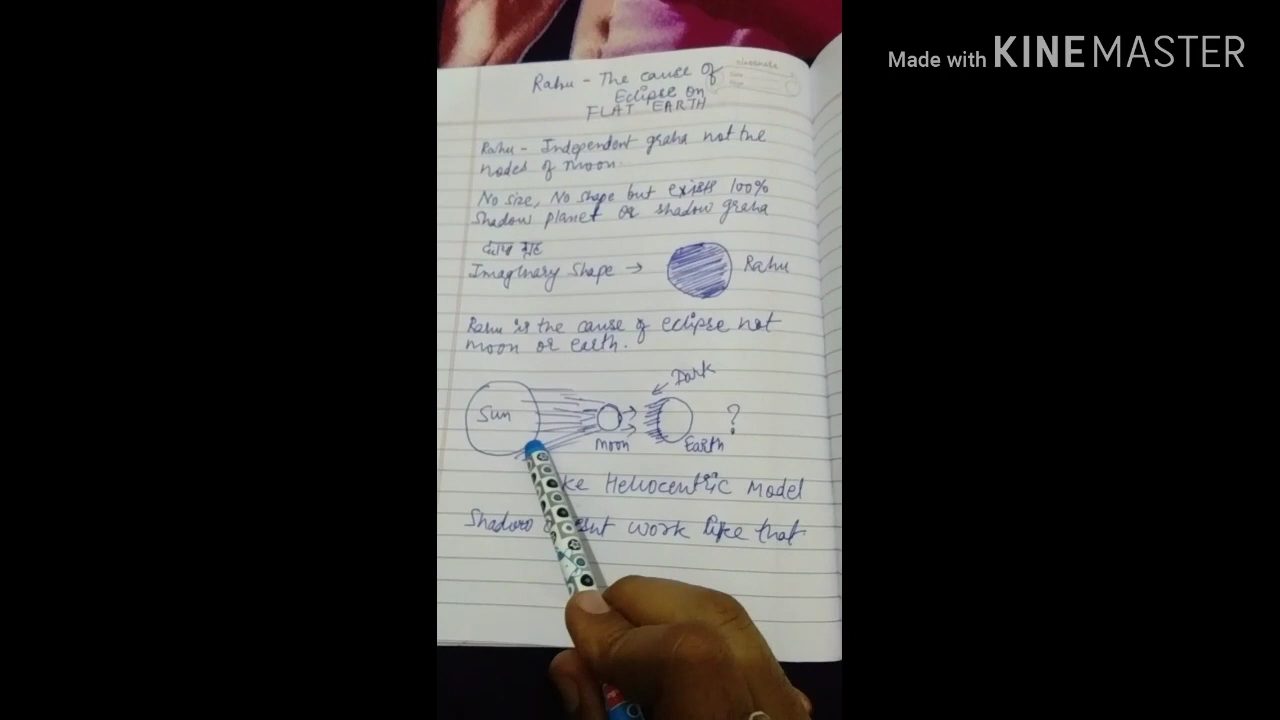 Made with KINEMASTER
classmate
Rahu - The cause of
Eclipse on
FLAT EARTH
Rahu - Independent graha not the
nodes of moon.
No size, No shape but exists 100%
Shadow planet or shadow graha
छाया ग्रह
Imaginary Shape → Rahu
Rahu is the cause of eclipse not
moon or earth.
Dark
Sun
?
Moon
Earth
Heliocentric Model
Shadow work like that